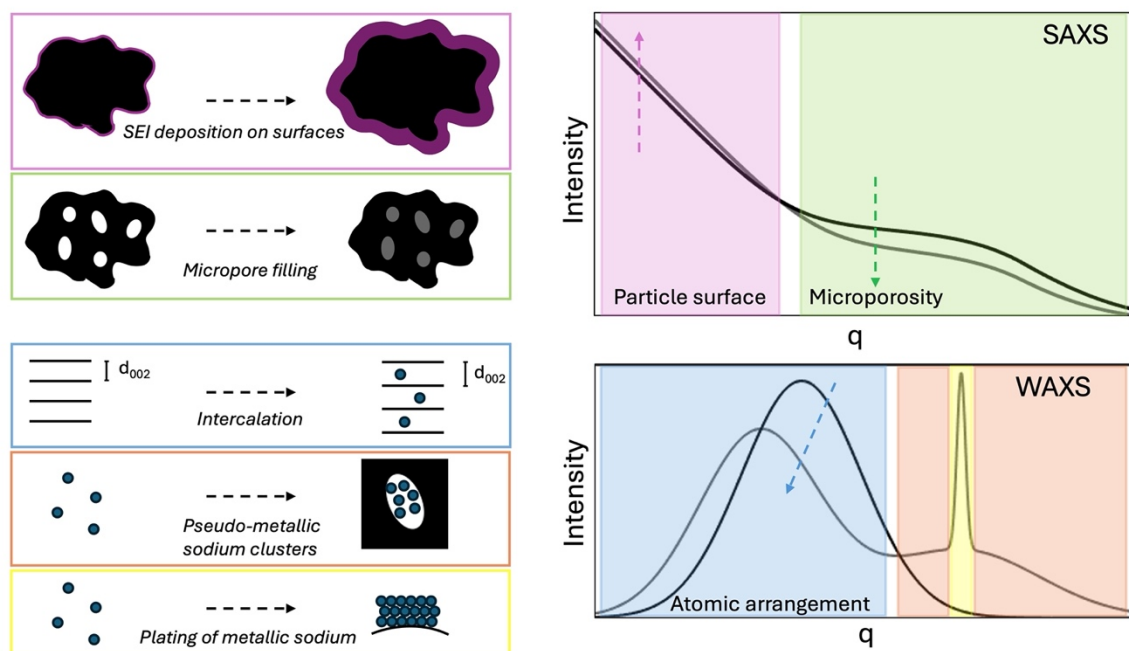 SEI deposition on surfaces
Micropore filling
d002
d002
Intercalation
Pseudo-metallic
sodium clusters
Plating of metallic sodium
SAXS
Intensity
Particle surface
Microporosity
q
WAXS
Intensity
Atomic arrangement
q